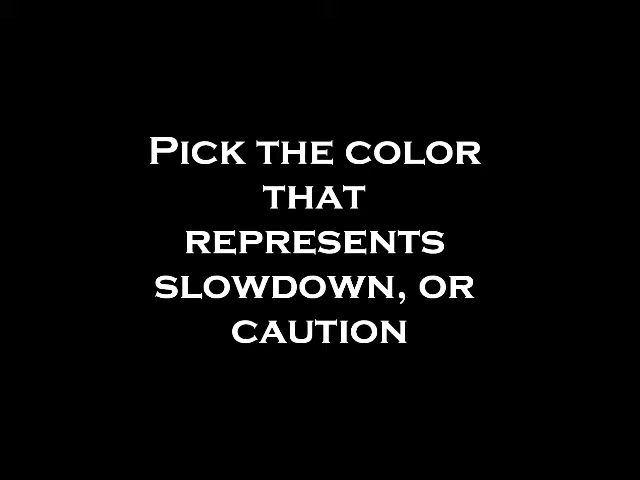 PICK THE COLOR
THAT
REPRESENTS
SLOWDOWN, OR
CAUTION